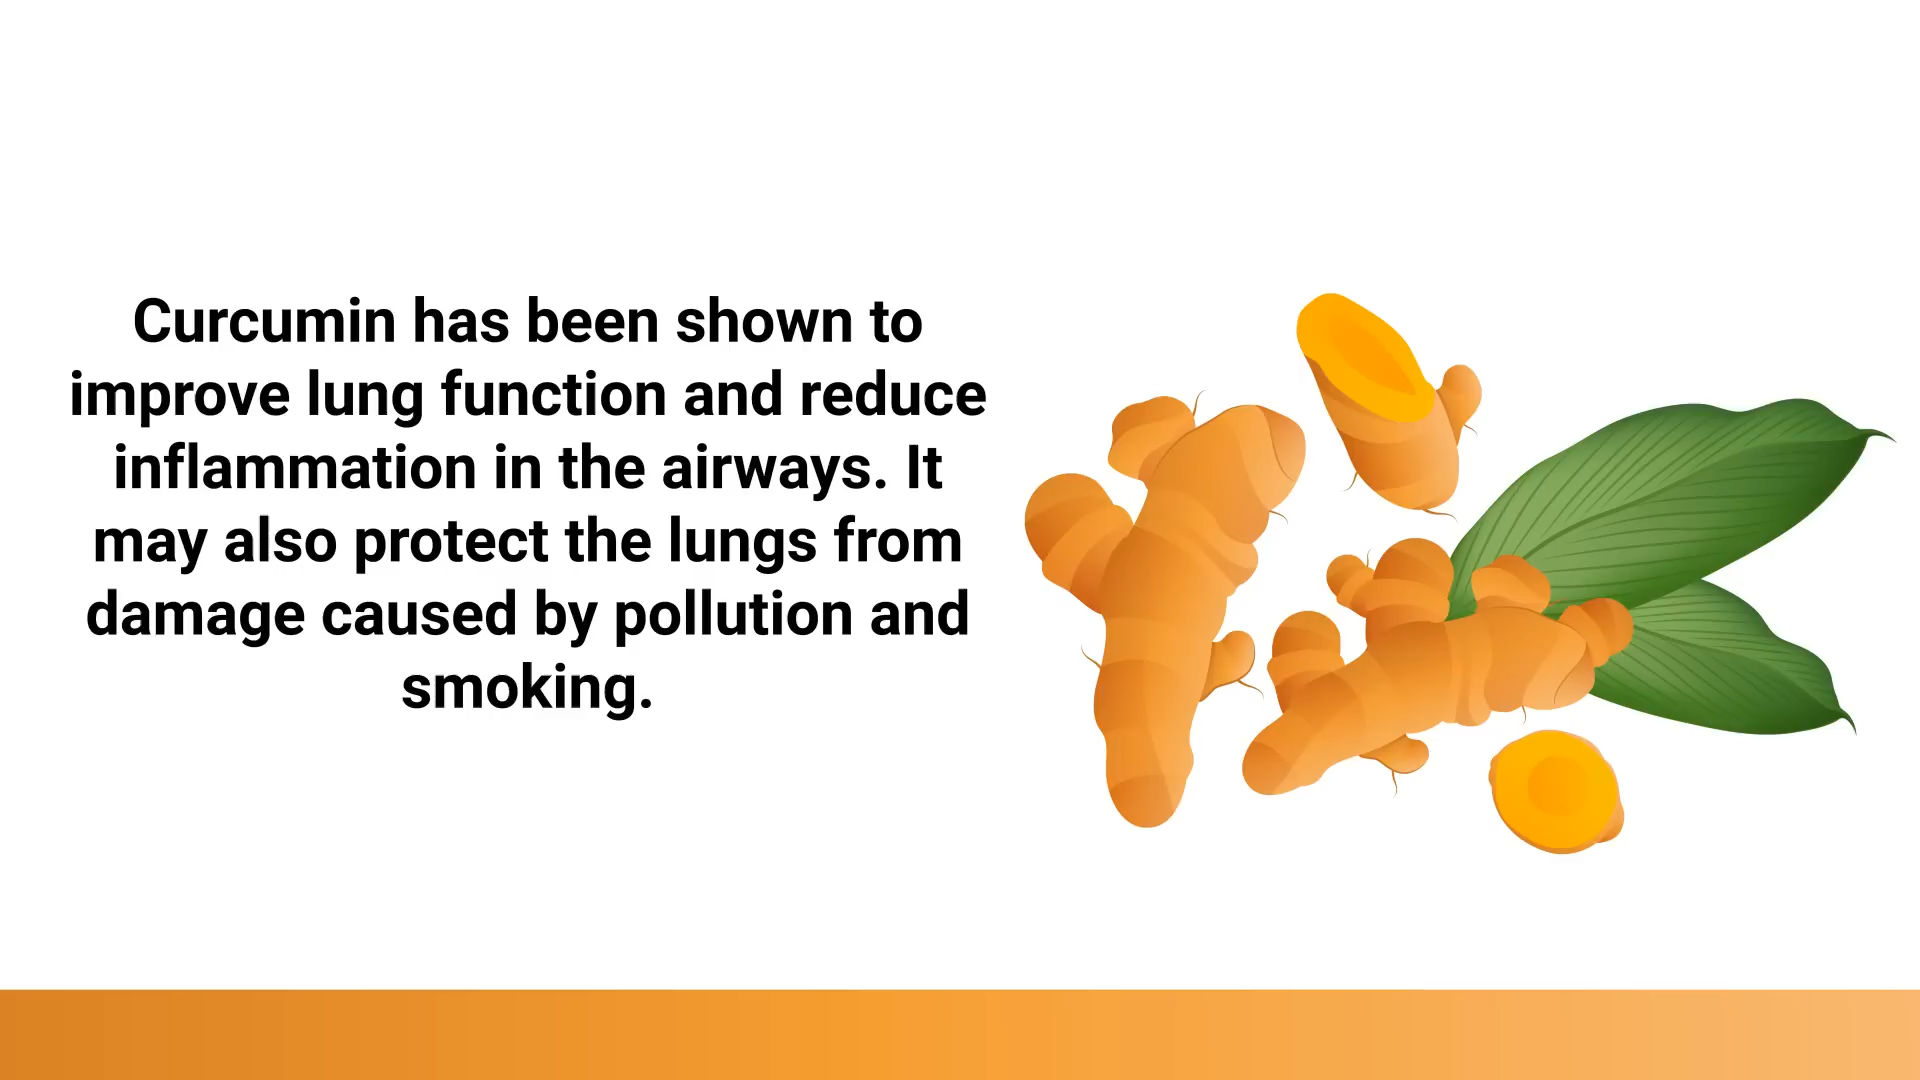 Curcumin has been shown to
improve lung function and reduce
inflammation in the airways. It
may also protect the lungs from
damage caused by pollution and
smoking.